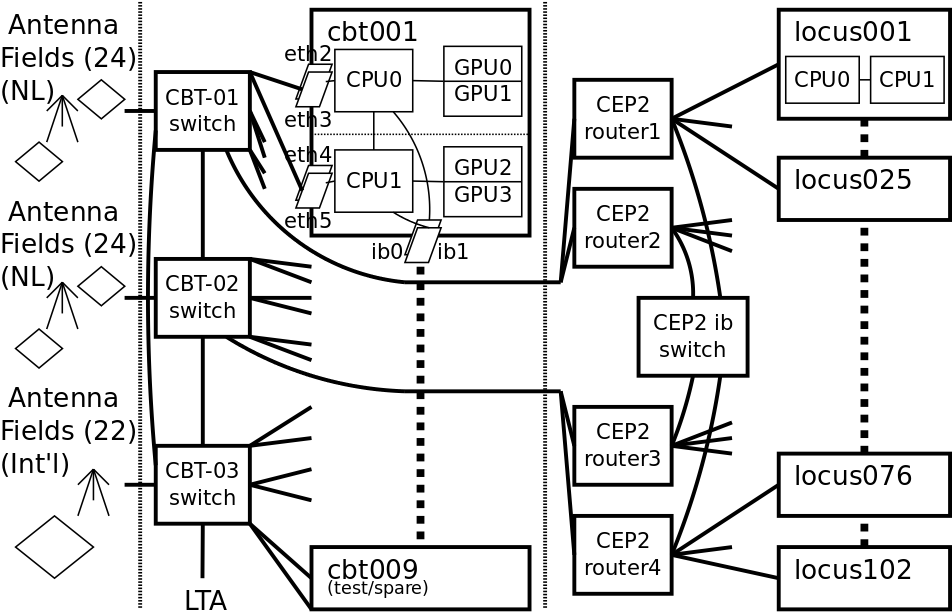 Antenna
Fields (24)
(NL)
Antenna
Fields (24)
(NL)
Antenna
Fields (22)
(Int'l)
CBT-01
switch
CBT-02
switch
CBT-03
switch
LTA
cbt001
eth2
CPU0
GPU0
GPU1
eth3
eth4
CPU1
GPU2
GPU3
eth5
ib0
ib1
cbt009
(test/spare)
CEP2
router1
CEP2
router2
CEP2 ib
switch
CEP2
router3
CEP2
router4
locus001
CPU0
CPU1
locus025
locus076
locus102